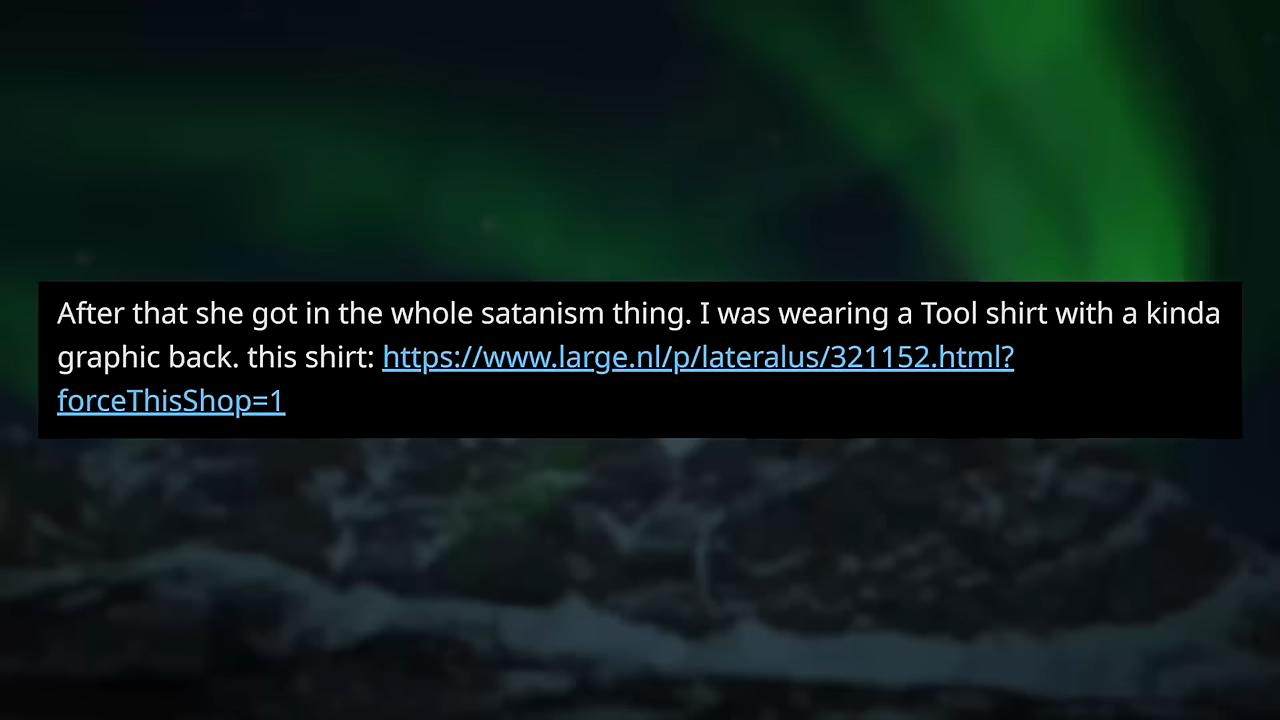 After that she got in the whole satanism thing. I was wearing a Tool shirt with a kinda
graphic back. this shirt: https://www.large.nl/p/lateralus/321152.html?
forceThisShop=1